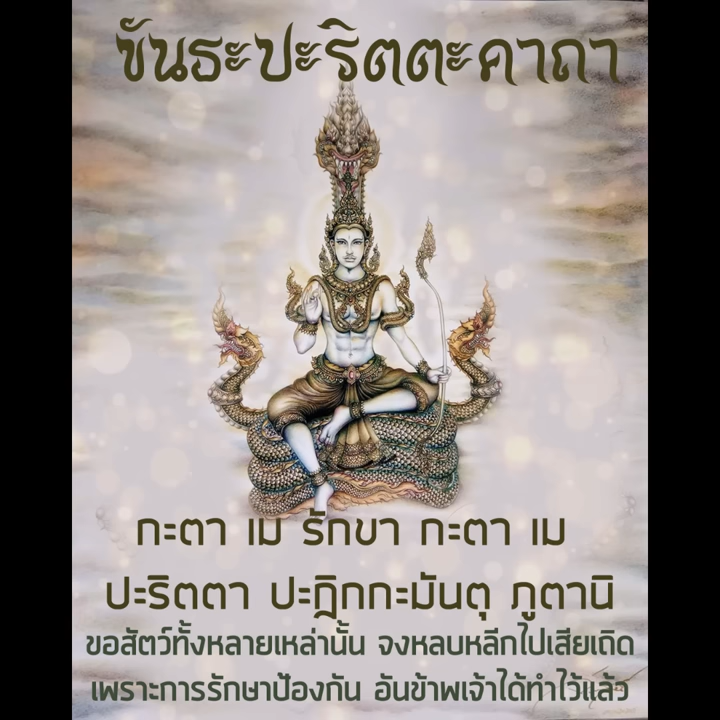 ขันธะปะริตตะคาถา
กะตา เม รักขา กะตา เม
ปะริตตา ปะฎิกกะมันตุ ภูตานิ
ขอสัตว์ทั้งหลายเหล่านั้น จงหลบหลีกไปเสียเถิด
เพราะการรักษาป้องกัน อันข้าพเจ้าได้ทำไว้แล้ว